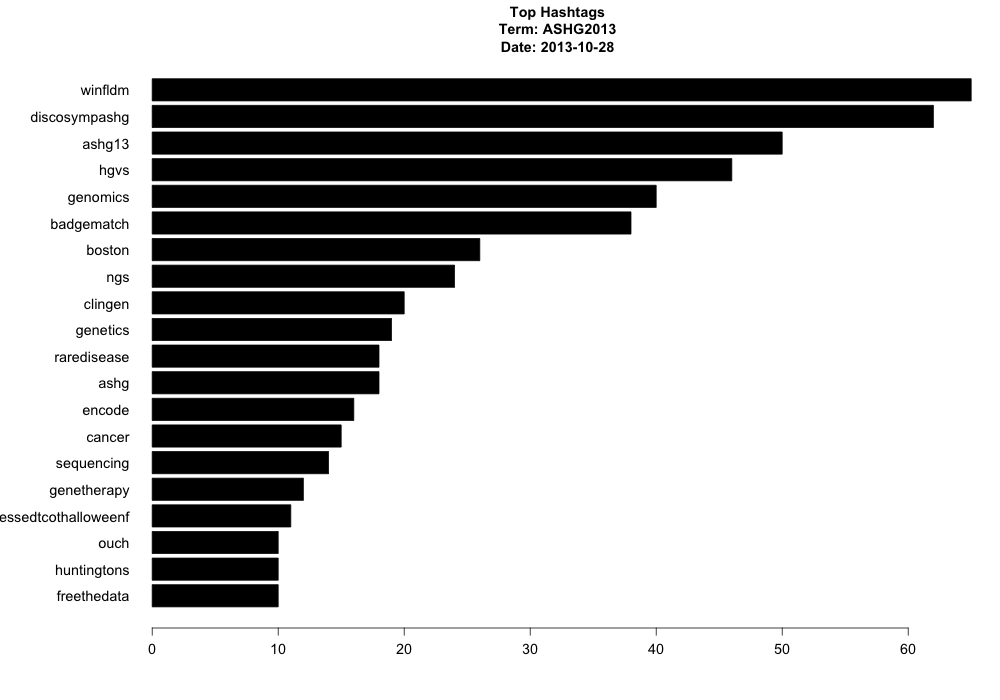 Top Hashtags
Term: ASHG2013
Date: 2013-10-28
winfldm
discosympashg
ashg13
hgvs
genomics
badgematch
boston
ngs
clingen
genetics
raredisease
ashg
encode
cancer
sequencing
genetherapy
essedtcothalloweenf
ouch
huntingtons
freethedata
0 10 20 30 40 50 60